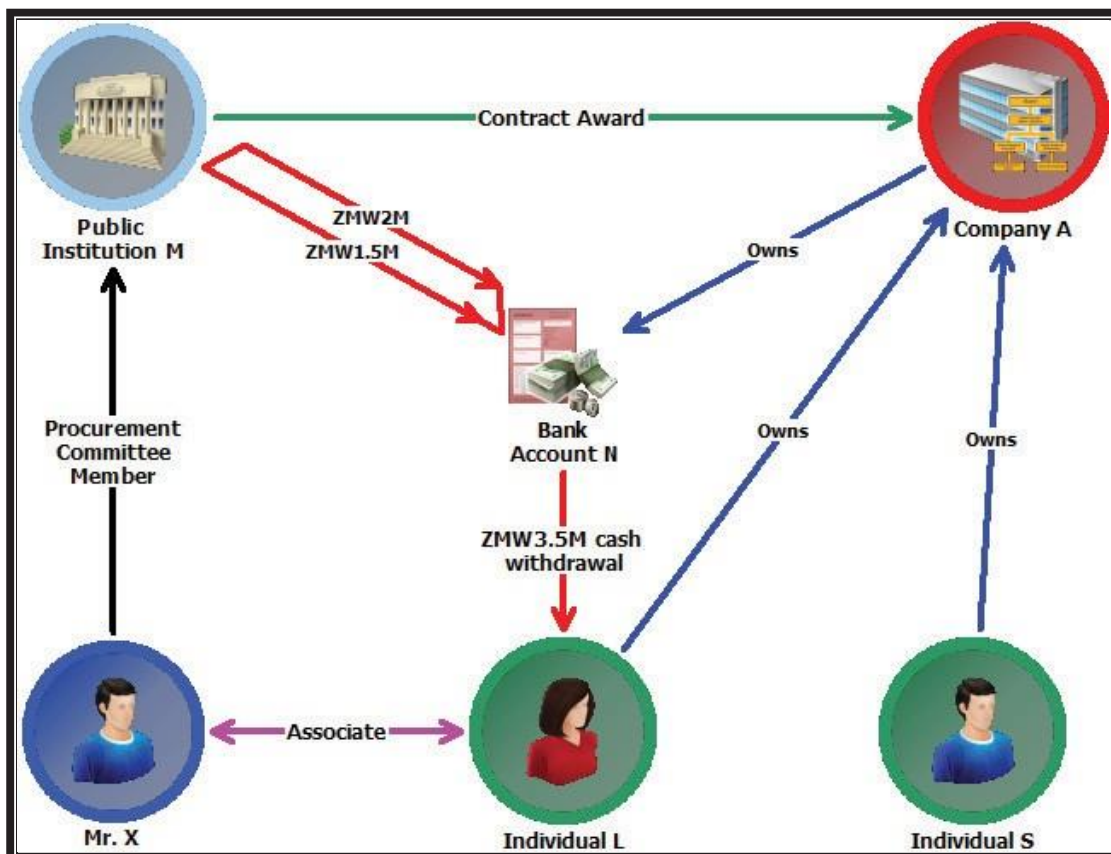 Contract Award
Public
Institution M
Company A
ZMW2M
ZMW1.5M
Owns
Bank
Account N
Procurement
Committee
Member
Owns
Owns
ZMW3.5M cash
withdrawal
Associate
Mr. X
Individual L
Individual S